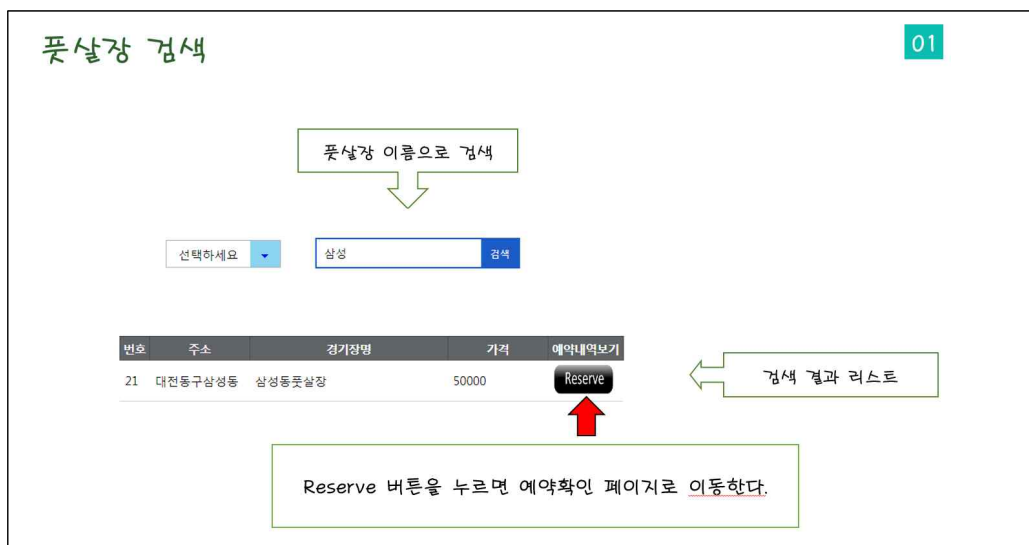 풋살장 검색
01
풋살장 이름으로 검색
선택하세요
삼성 검색
번호 주소 경기장명 가격 예약내역보기
21 대전동구삼성동 삼성동풋살장 50000 Reserve
검색 결과 리스트
Reserve 버튼을 누르면 예약확인 페이지로 이동한다.